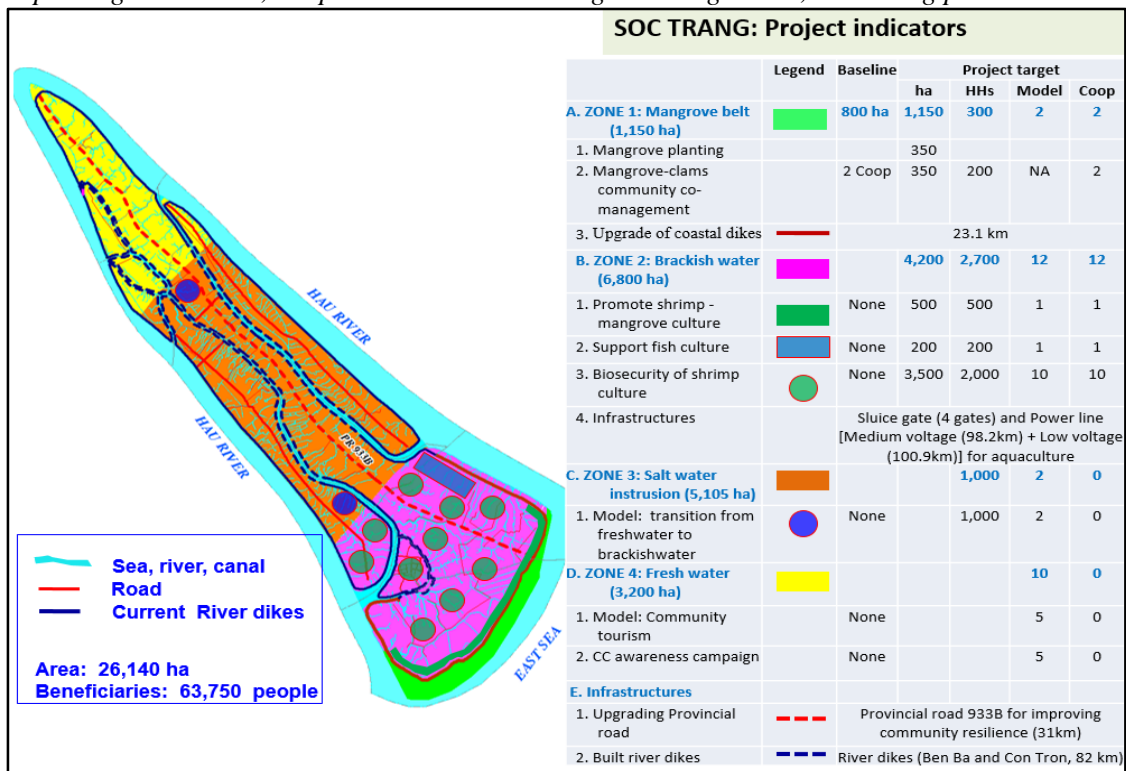 SOC TRANG: Project indicators
Legend Baseline Project target
ha HHs Model Coop
A. ZONE 1: Mangrove belt (1,150 ha) 800 ha 1,150 300 2 2
1. Mangrove planting 350
2. Mangrove-clams community co-management 2 Coop 350 200 NA 2
3. Upgrade of coastal dikes 23.1 km
B. ZONE 2: Brackish water (6,800 ha) 4,200 2,700 12 12
1. Promote shrimp - mangrove culture None 500 500 1 1
2. Support fish culture None 200 200 1 1
3. Biosecurity of shrimp culture None 3,500 2,000 10 10
4. Infrastructures Sluice gate (4 gates) and Power line [Medium voltage (98.2km) + Low voltage (100.9km)] for aquaculture
C. ZONE 3: Salt water instrusion (5,105 ha) 1,000 2 0
1. Model: transition from freshwater to brackishwater None 1,000 2 0
D. ZONE 4: Fresh water (3,200 ha) 10 0
1. Model: Community tourism None 5 0
2. CC awareness campaign None 5 0
E. Infrastructures
1. Upgrading Provincial road Provincial road 933B for improving community resilience (31km)
2. Built river dikes River dikes (Ben Ba and Con Tron, 82 km)
HAU RIVER
HAU RIVER
PR 933B
EAST SEA
Sea, river, canal
Road
Current River dikes
Area: 26,140 ha
Beneficiaries: 63,750 people